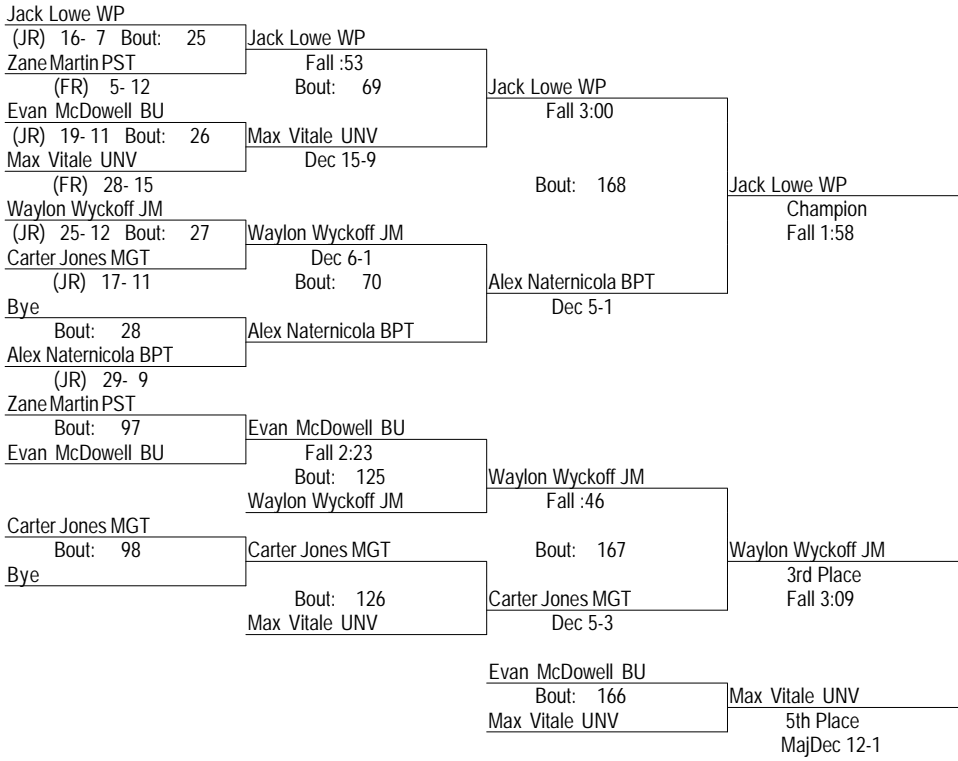 Jack Lowe WP
(JR) 16- 7 Bout: 25
Zane Martin PST
(FR) 5- 12
Evan McDowell BU
(JR) 19- 11 Bout: 26
Max Vitale UNV
(FR) 28- 15
Waylon Wyckoff JM
(JR) 25- 12 Bout: 27
Carter Jones MGT
(JR) 17- 11
Bye
Bout: 28
Alex Naternicola BPT
(JR) 29- 9
Jack Lowe WP
Fall :53
Bout: 69
Max Vitale UNV
Dec 15-9
Waylon Wyckoff JM
Dec 6-1
Bout: 70
Alex Naternicola BPT
Jack Lowe WP
Fall 3:00
Bout: 168
Alex Naternicola BPT
Dec 5-1
Jack Lowe WP
Champion
Fall 1:58
Zane Martin PST
Bout: 97
Evan McDowell BU
Carter Jones MGT
Bout: 98
Bye
Evan McDowell BU
Fall 2:23
Bout: 125
Waylon Wyckoff JM
Carter Jones MGT
Bout: 126
Max Vitale UNV
Waylon Wyckoff JM
Fall :46
Bout: 167
Carter Jones MGT
Dec 5-3
Waylon Wyckoff JM
3rd Place
Fall 3:09
Evan McDowell BU
Bout: 166
Max Vitale UNV
Max Vitale UNV
5th Place
MajDec 12-1